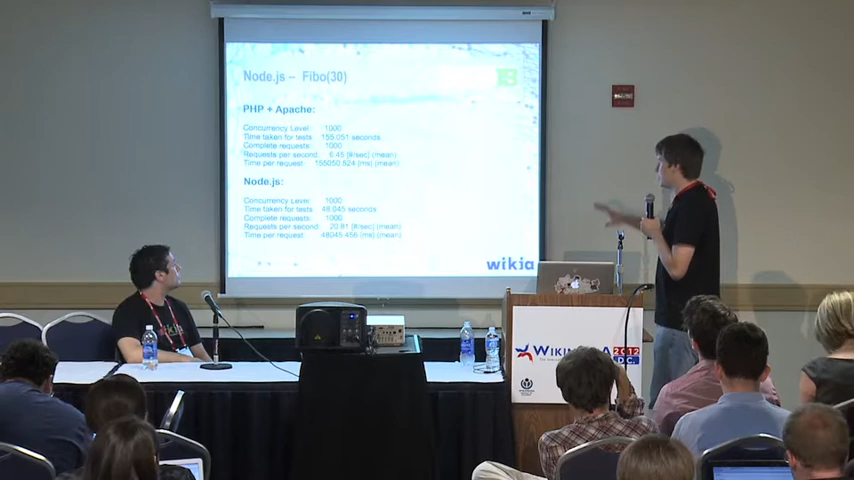 Node.js – Fibo(30)
PHP + Apache:
Concurrency Level: 1000
Time taken for tests: 155.051 seconds
Complete requests: 1000
Requests per second: 6.45 [#/sec] (mean)
Time per request: 155050.824 [ms] (mean)
Node.js:
Concurrency Level: 1000
Time taken for tests: 48.045 seconds
Complete requests: 1000
Requests per second: 20.81 [#/sec] (mean)
Time per request: 48045.456 [ms] (mean)
wikia
2012
D.C.